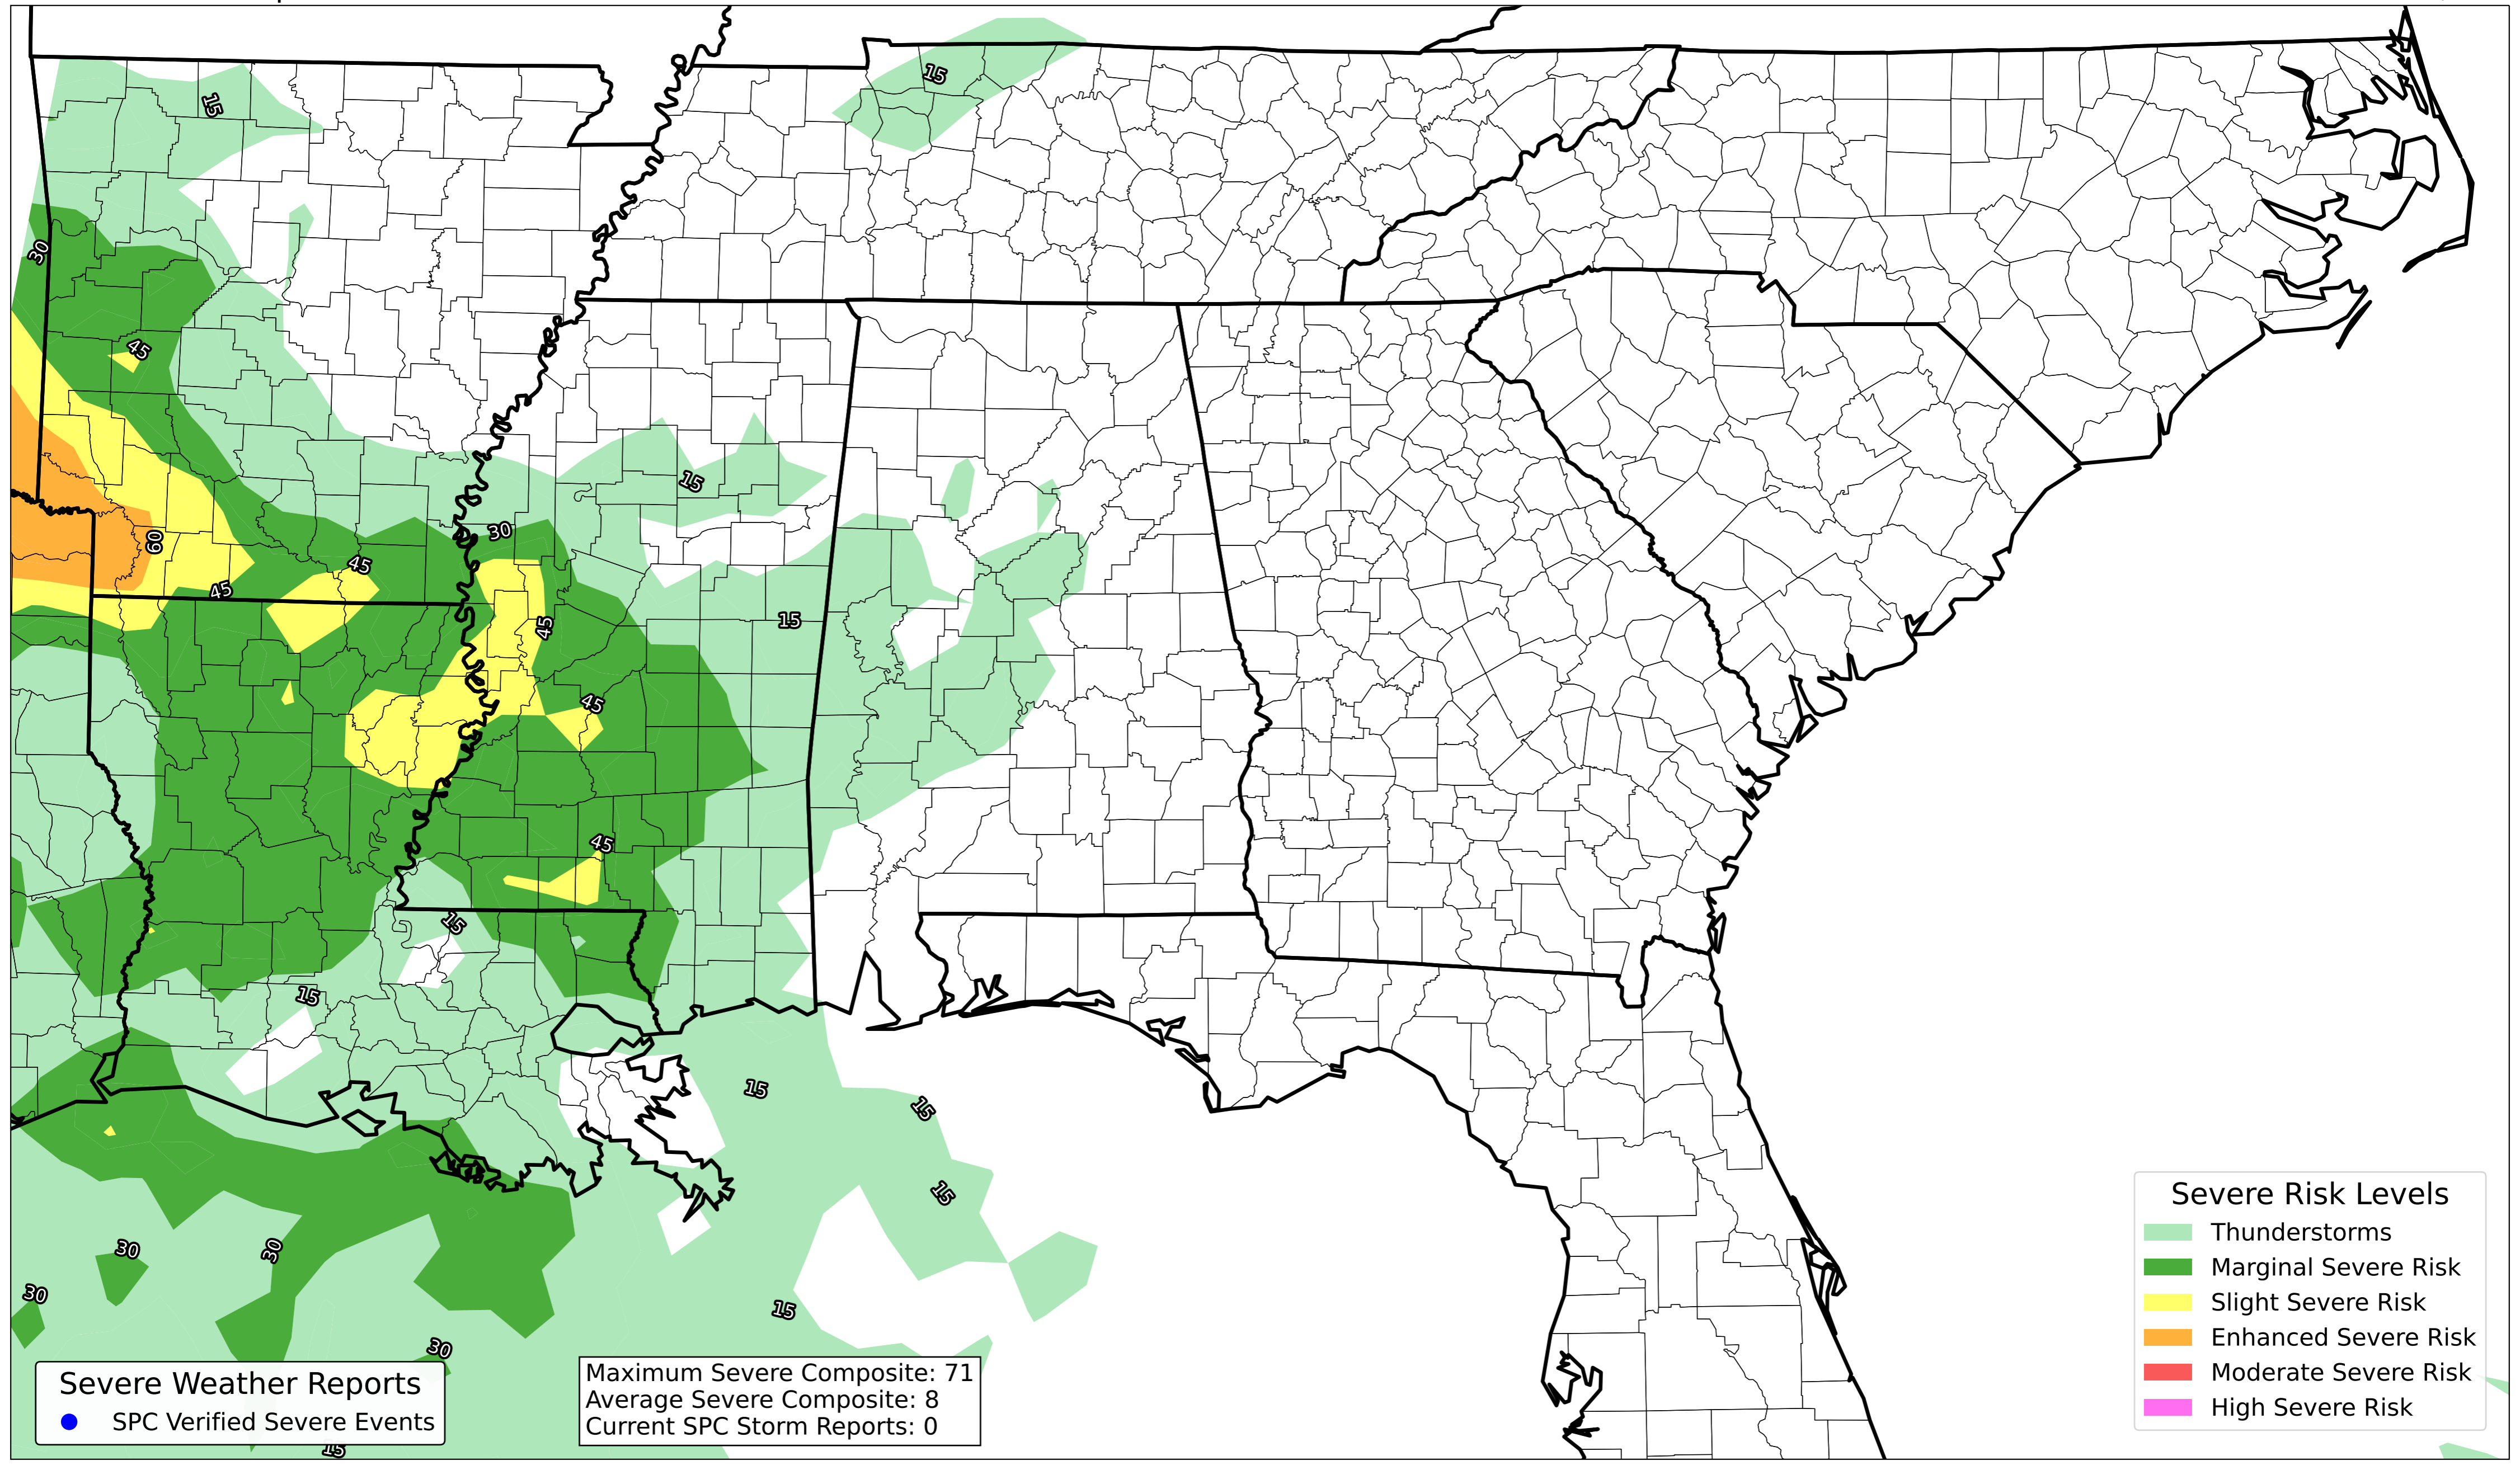 15
15
30
45
15
30
60
45
45
15
45
45
45
15
15
15
15
15
30
30
15
30
15
30
15
Severe Weather Reports
SPC Verified Severe Events
Maximum Severe Composite: 71
Average Severe Composite: 8
Current SPC Storm Reports: 0
Severe Risk Levels
Thunderstorms
Marginal Severe Risk
Slight Severe Risk
Enhanced Severe Risk
Moderate Severe Risk
High Severe Risk